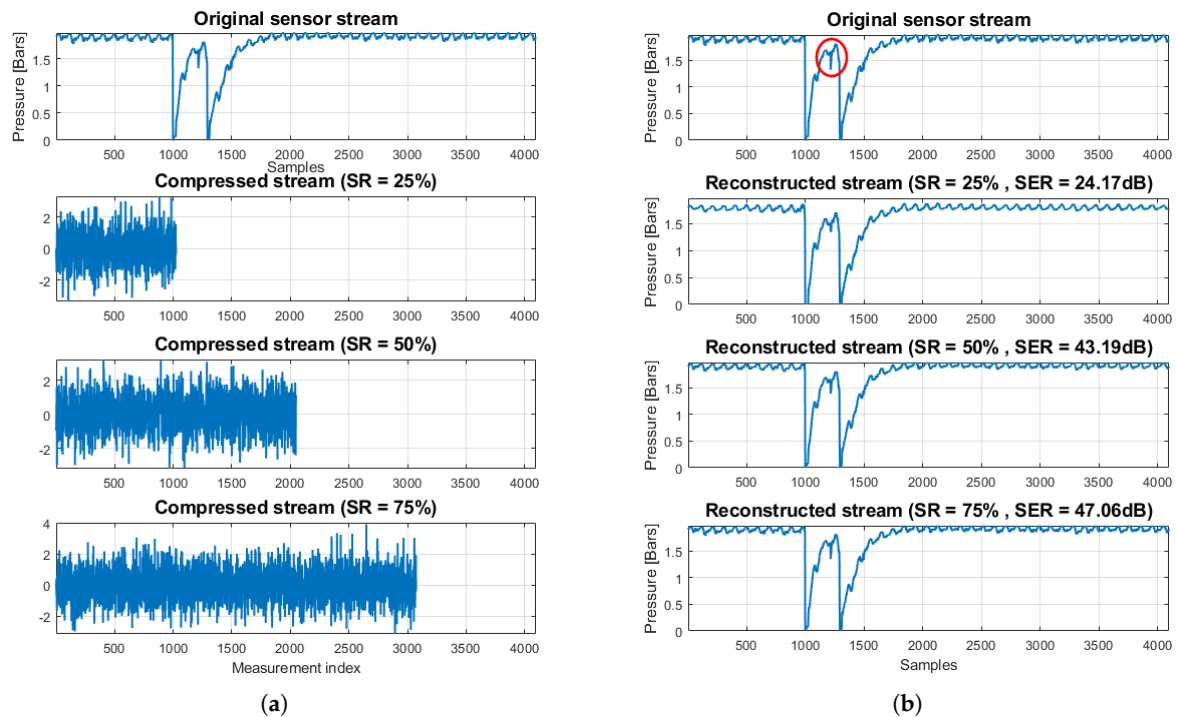 Original sensor stream
Pressure [Bars]
1.5
1
0.5
0
500 1000 1500 2000 2500 3000 3500 4000
Samples
Compressed stream (SR = 25%)
2
0
-2
500 1000 1500 2000 2500 3000 3500 4000
Compressed stream (SR = 50%)
2
0
-2
500 1000 1500 2000 2500 3000 3500 4000
Compressed stream (SR = 75%)
4
2
0
-2
500 1000 1500 2000 2500 3000 3500 4000
Measurement index
(a)
Original sensor stream
Pressure [Bars]
1.5
1
0.5
0
500 1000 1500 2000 2500 3000 3500 4000
Reconstructed stream (SR = 25% , SER = 24.17dB)
Pressure [Bars]
1.5
1
0.5
0
500 1000 1500 2000 2500 3000 3500 4000
Reconstructed stream (SR = 50% , SER = 43.19dB)
Pressure [Bars]
1.5
1
0.5
0
500 1000 1500 2000 2500 3000 3500 4000
Reconstructed stream (SR = 75% , SER = 47.06dB)
Pressure [Bars]
1.5
1
0.5
0
500 1000 1500 2000 2500 3000 3500 4000
Samples
(b)